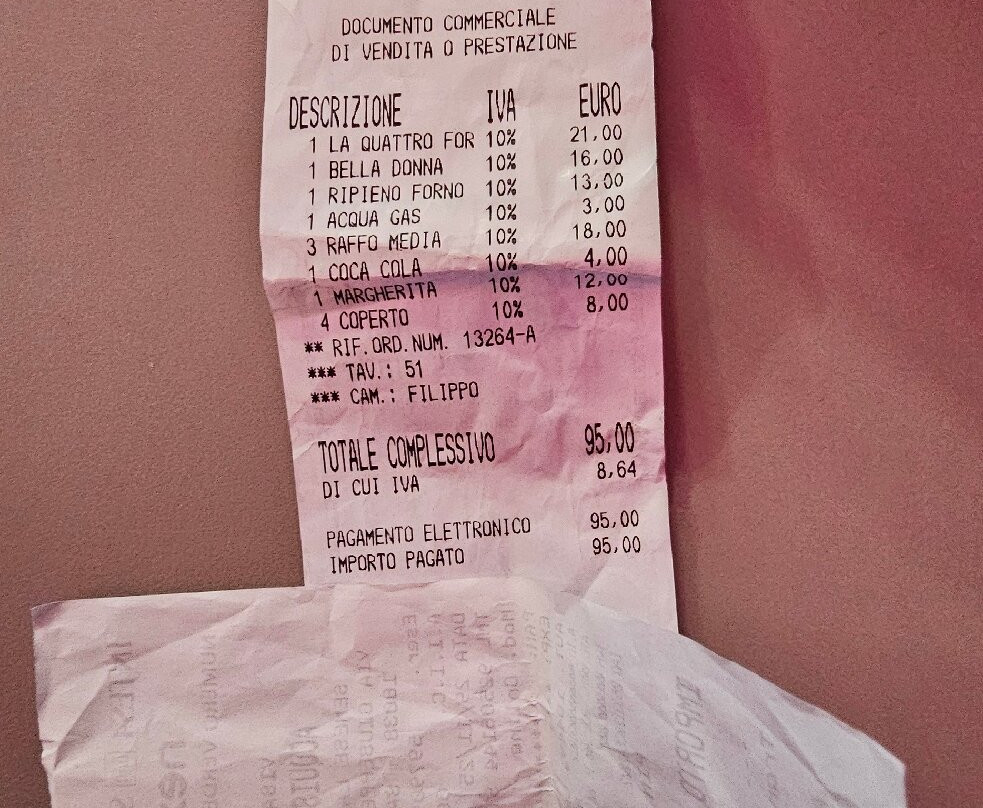 DOCUMENTO COMMERCIALE
DI VENDITA O PRESTAZIONE
DESCRIZIONE IVA EURO
1 LA QUATTRO FOR 10% 21,00
1 BELLA DONNA 10% 16,00
1 RIPIENO FORNO 10% 13,00
1 ACQUA GAS 10% 3,00
3 RAFFO MEDIA 10% 18,00
1 COCA COLA 10% 4,00
1 MARGHERITA 10% 12,00
4 COPERTO 10% 8,00
** RIF.ORD.NUM. 13264-A
*** TAV.: 51
*** CAM.: FILIPPO
TOTALE COMPLESSIVO 95,00
DI CUI IVA 8,64
PAGAMENTO ELETTRONICO 95,00
IMPORTO PAGATO 95,00
IMPORTO